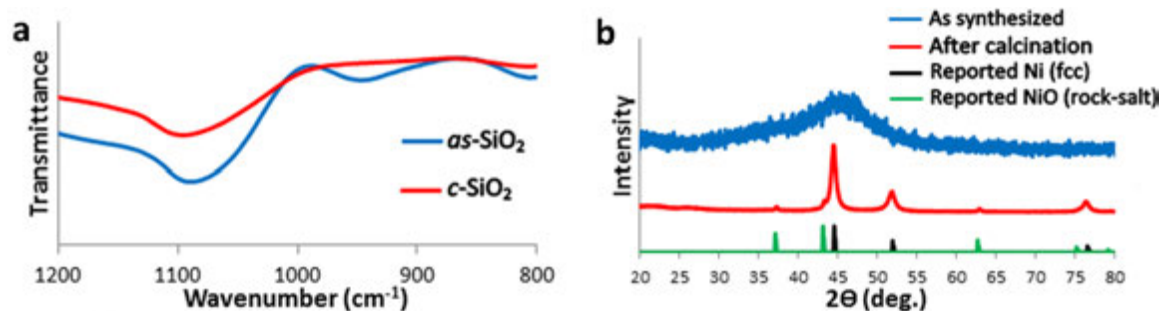 a
Transmittance
as-SiO₂
c-SiO₂
1200 1100 1000 900 800
Wavenumber (cm⁻¹)
b
As synthesized
After calcination
Reported Ni (fcc)
Reported NiO (rock-salt)
Intensity
20 25 30 35 40 45 50 55 60 65 70 75 80
2Θ (deg.)